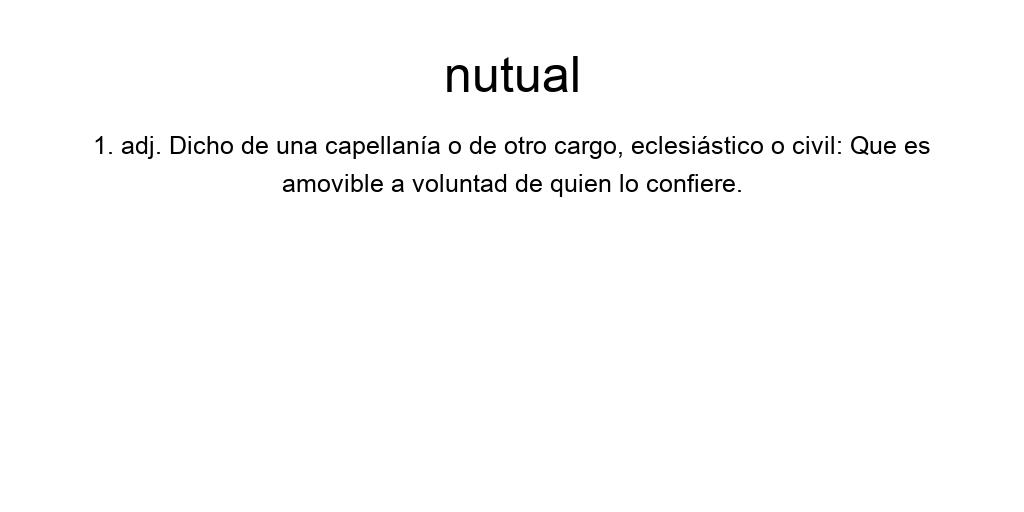 nutual
1. adj. Dicho de una capellanía o de otro cargo, eclesiástico o civil: Que es
amovible a voluntad de quien lo confiere.